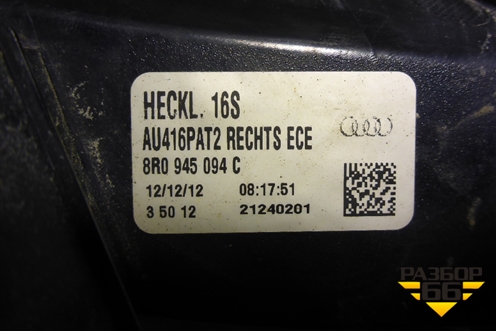 HECKL. 16S
AU416PAT2 RECHTS ECE
8R0 945 094 C
12/12/12 08:17:51
3 50 12 21240201
РАЗБОР
66